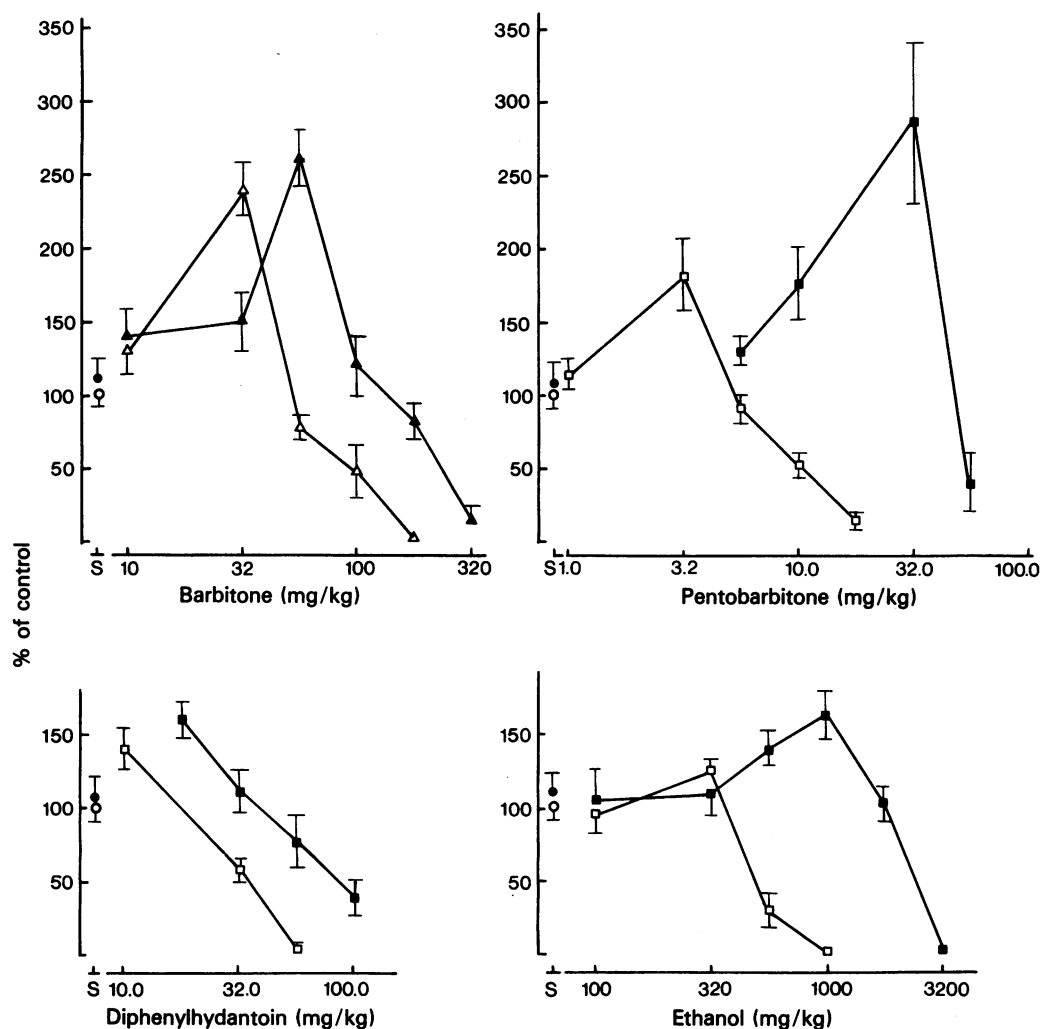 350
300
250
200
150
100
50
S 10 32 100 320
Barbitone (mg/kg)
350
300
250
200
150
100
50
S 1.0 3.2 10.0 32.0 100.0
Pentobarbitone (mg/kg)
% of control
150
100
50
S 10.0 32.0 100.0
Diphenylhydantoin (mg/kg)
150
100
50
S 100 320 1000 3200
Ethanol (mg/kg)